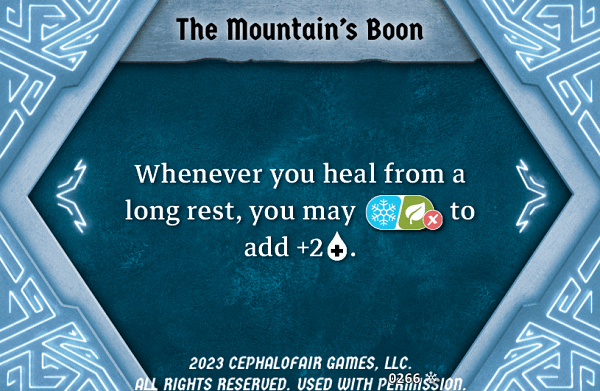 The Mountain's Boon
Whenever you heal from a
long rest, you may to
add +2.
2023 CEPHALOFAIR GAMES, LLC.
ALL RIGHTS RESERVED. USED WITH PERMISSION.
0266